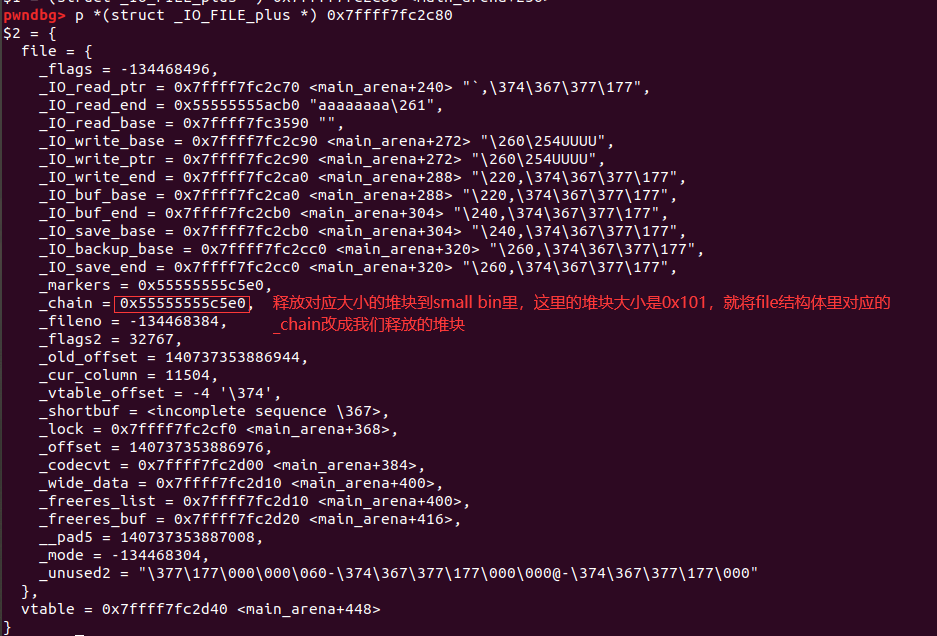 pwndbg> p *(struct _IO_FILE_plus *) 0x7ffff7fc2c80
$2 = {
  file = {
    _flags = -134468496,
    _IO_read_ptr = 0x7ffff7fc2c70 <main_arena+240> "`,\374\367\377\177",
    _IO_read_end = 0x55555555acb0 "aaaaaaaa\261",
    _IO_read_base = 0x7ffff7fc3590 "",
    _IO_write_base = 0x7ffff7fc2c90 <main_arena+272> "\260\254UUUU",
    _IO_write_ptr = 0x7ffff7fc2c90 <main_arena+272> "\260\254UUUU",
    _IO_write_end = 0x7ffff7fc2ca0 <main_arena+288> "\220,\374\367\377\177",
    _IO_buf_base = 0x7ffff7fc2ca0 <main_arena+288> "\220,\374\367\377\177",
    _IO_buf_end = 0x7ffff7fc2cb0 <main_arena+304> "\240,\374\367\377\177",
    _IO_save_base = 0x7ffff7fc2cb0 <main_arena+304> "\240,\374\367\377\177",
    _IO_backup_base = 0x7ffff7fc2cc0 <main_arena+320> "\260,\374\367\377\177",
    _IO_save_end = 0x7ffff7fc2cc0 <main_arena+320> "\260,\374\367\377\177",
    _markers = 0x55555555c5e0,
    _chain = 0x55555555c5e0, 释放对应大小的堆块到small bin里，这里的堆块大小是0x101，就将file结构体里对应的
    _fileno = -134468384, _chain改成我们释放的堆块
    _flags2 = 32767,
    _old_offset = 140737353886944,
    _cur_column = 11504,
    _vtable_offset = -4 '\374',
    _shortbuf = <incomplete sequence \367>,
    _lock = 0x7ffff7fc2cf0 <main_arena+368>,
    _offset = 140737353886976,
    _codecvt = 0x7ffff7fc2d00 <main_arena+384>,
    _wide_data = 0x7ffff7fc2d10 <main_arena+400>,
    _freeres_list = 0x7ffff7fc2d10 <main_arena+400>,
    _freeres_buf = 0x7ffff7fc2d20 <main_arena+416>,
    __pad5 = 140737353887008,
    _mode = -134468304,
    _unused2 = "\377\177\000\000\060-\374\367\377\177\000\000@-\374\367\377\177\000"
  },
  vtable = 0x7ffff7fc2d40 <main_arena+448>
}